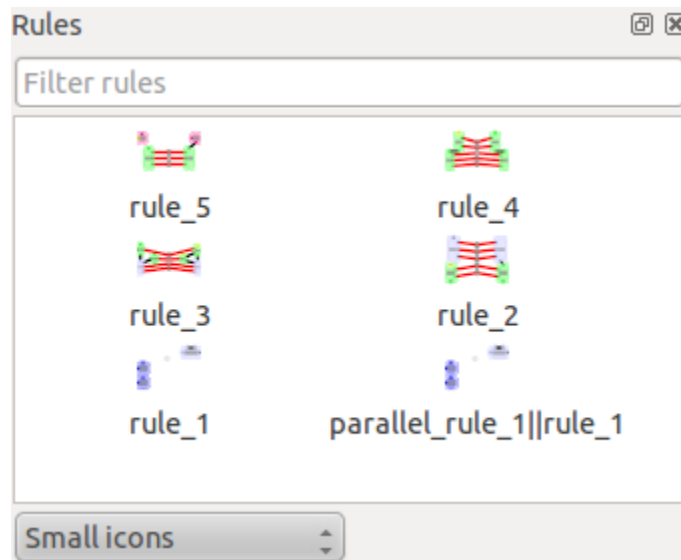 Rules
Filter rules
rule_5 rule_4
rule_3 rule_2
rule_1 parallel_rule_1||rule_1
Small icons